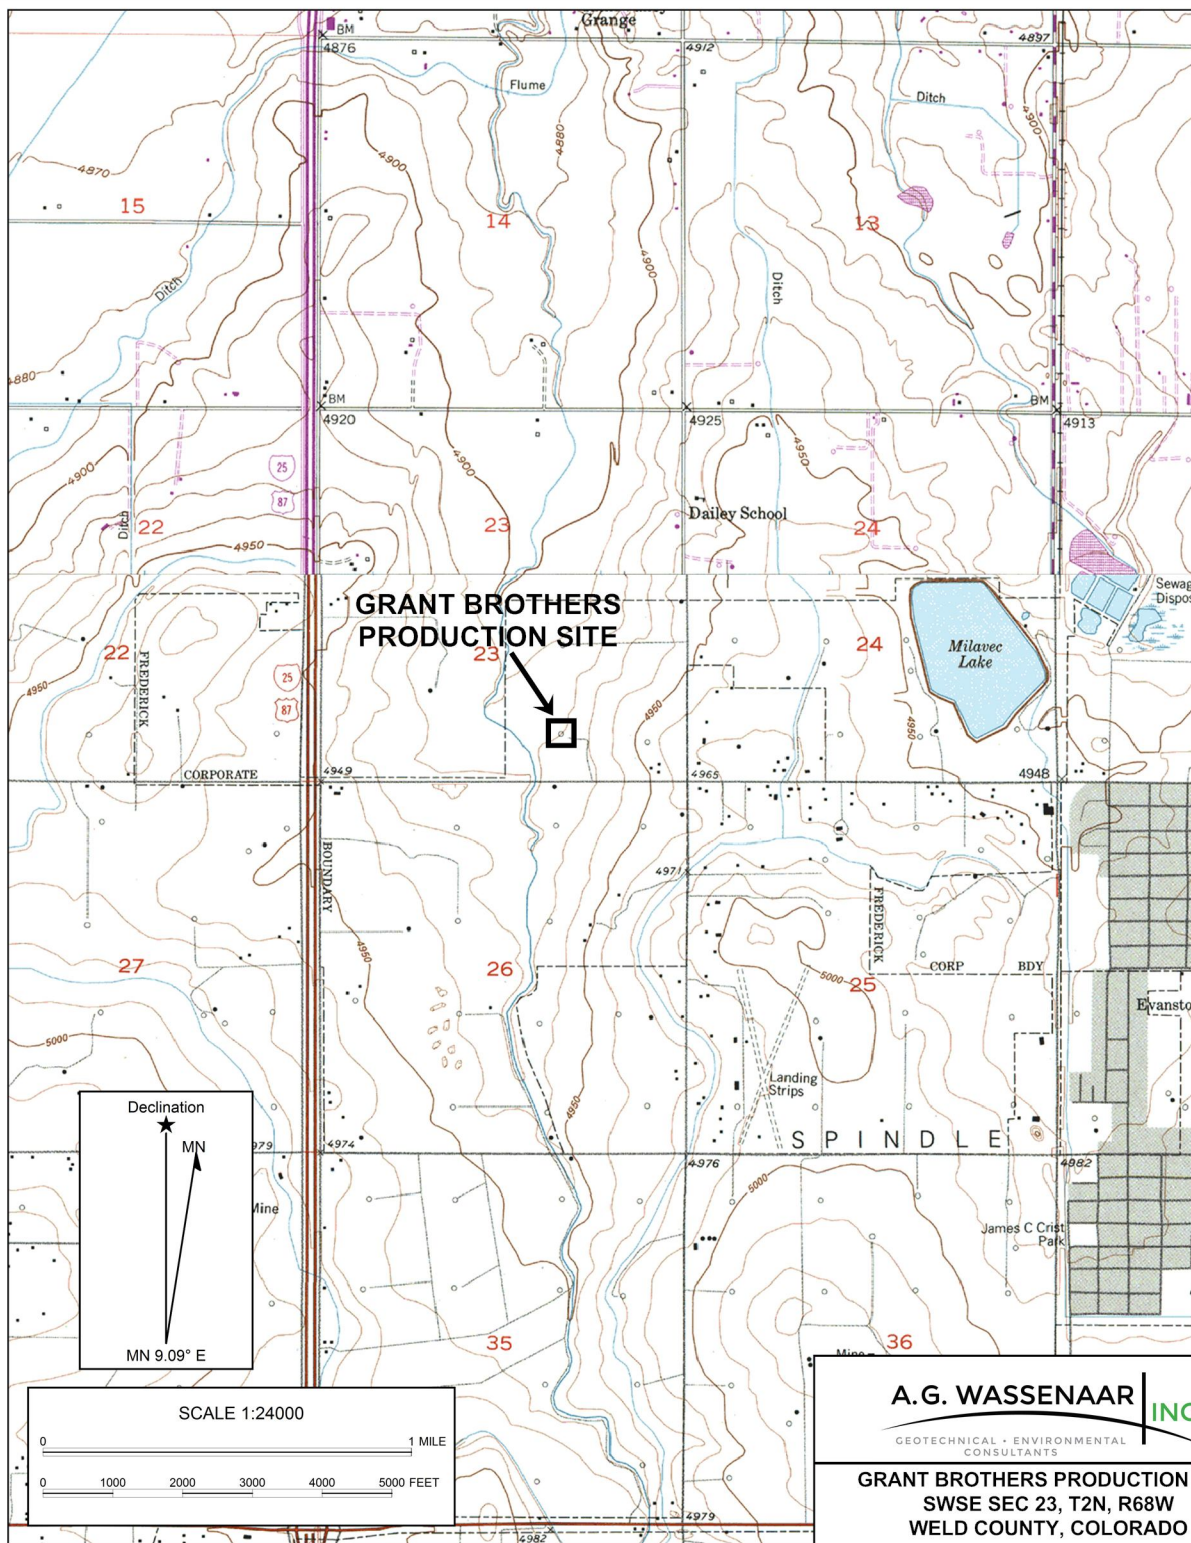 Grange
BM
4876
4912
4897
Flume
Ditch
4880
4900
4900
4870
15
14
13
4900
Ditch
Ditch
4880
BM
4920
4925
BM
4913
4900
4900
4950
25
87
Ditch
22
23
Dailey School
24
4950
Sewag
Dispos
GRANT BROTHERS
PRODUCTION SITE
22
23
24
Milavec
Lake
FREDERICK
25
87
4950
4950
4950
CORPORATE
4949
4965
4948
BOUNDARY
4971
FREDERICK
4950
27
26
CORP BDY
5000
25
Evansto
5000
Landing
Strips
4950
Declination
MN
4979
4974
SPINDLE
4976
4982
5000
Mine
James C Crist
Park
MN 9.09° E
35
36
Mine
SCALE 1:24000
0 1 MILE
0 1000 2000 3000 4000 5000 FEET
A.G. WASSENAAR INC
GEOTECHNICAL • ENVIRONMENTAL
CONSULTANTS
GRANT BROTHERS PRODUCTION
SWSE SEC 23, T2N, R68W
WELD COUNTY, COLORADO
4979
4982